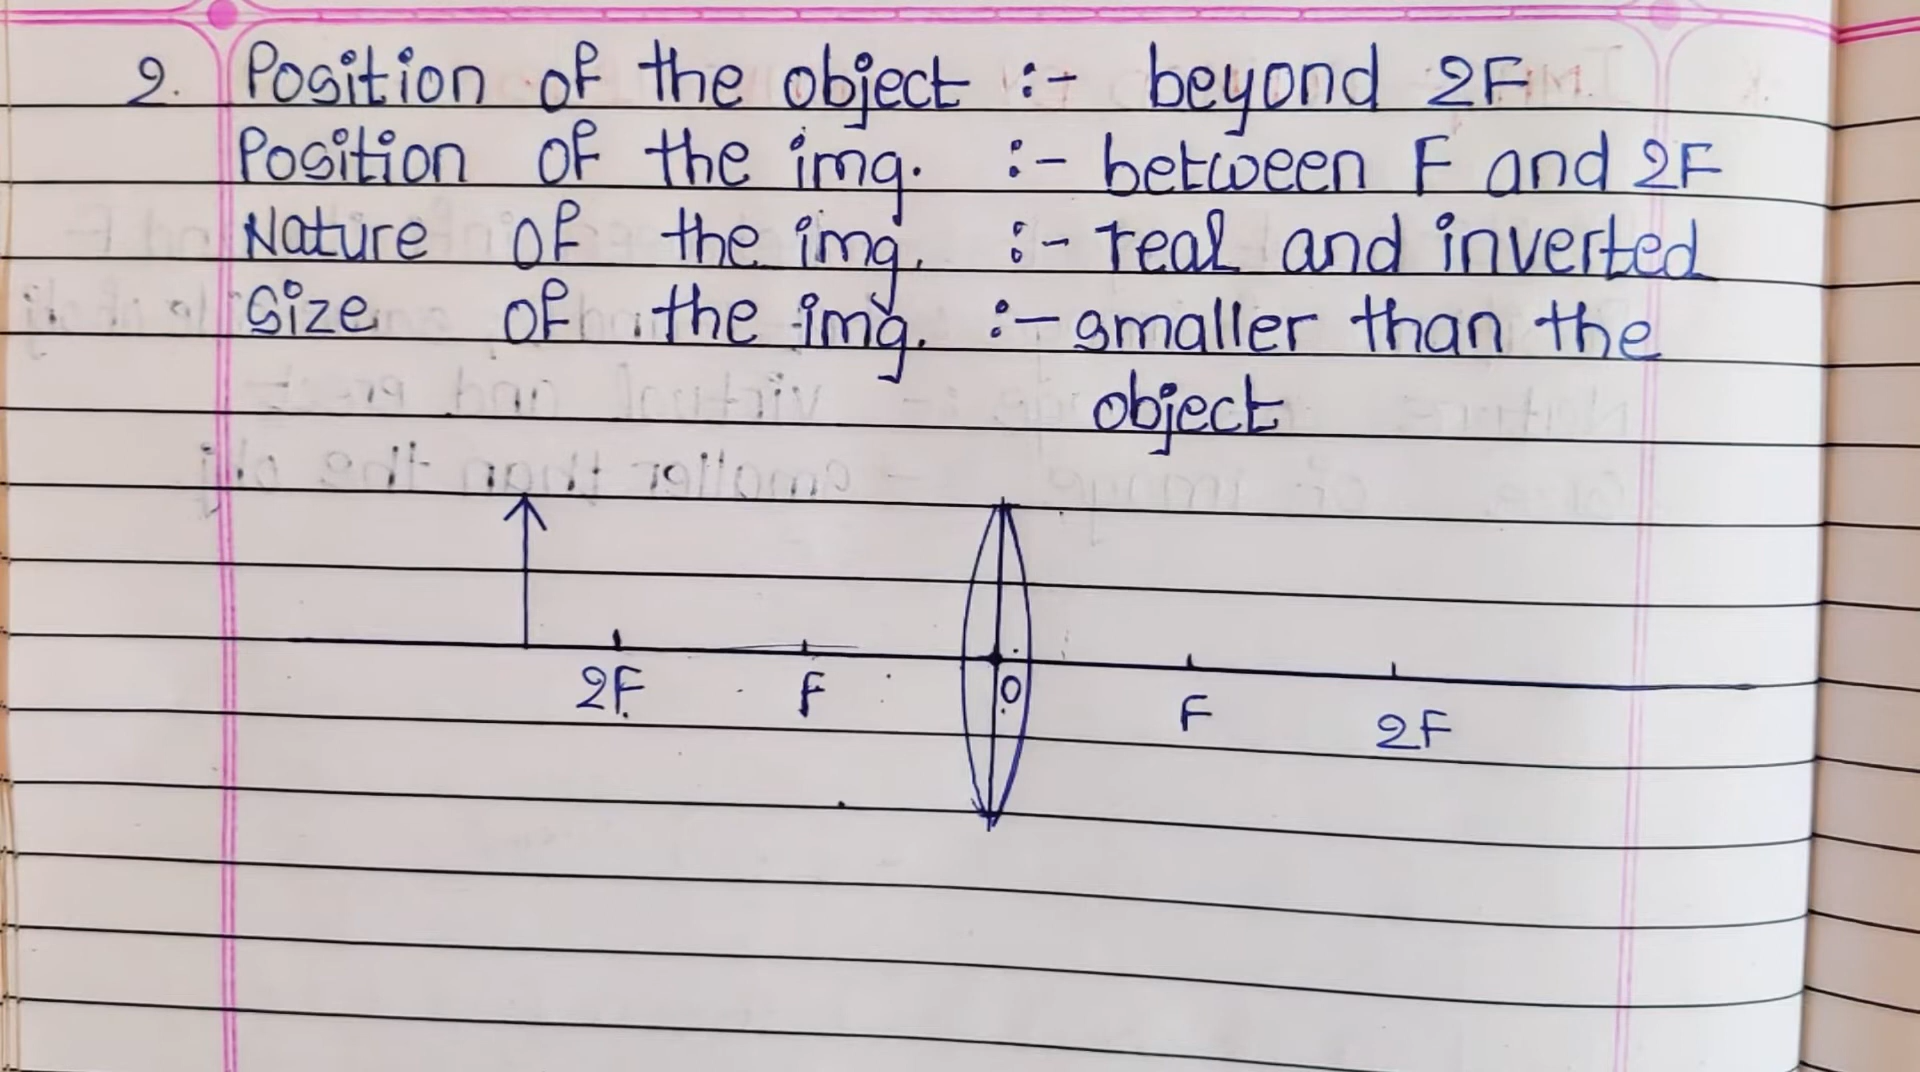 2. Position of the object :- beyond 2F
Position of the img. :- between F and 2F
Nature of the img. :- real and inverted
Size of the img. :- smaller than the
object
2F F O F 2F